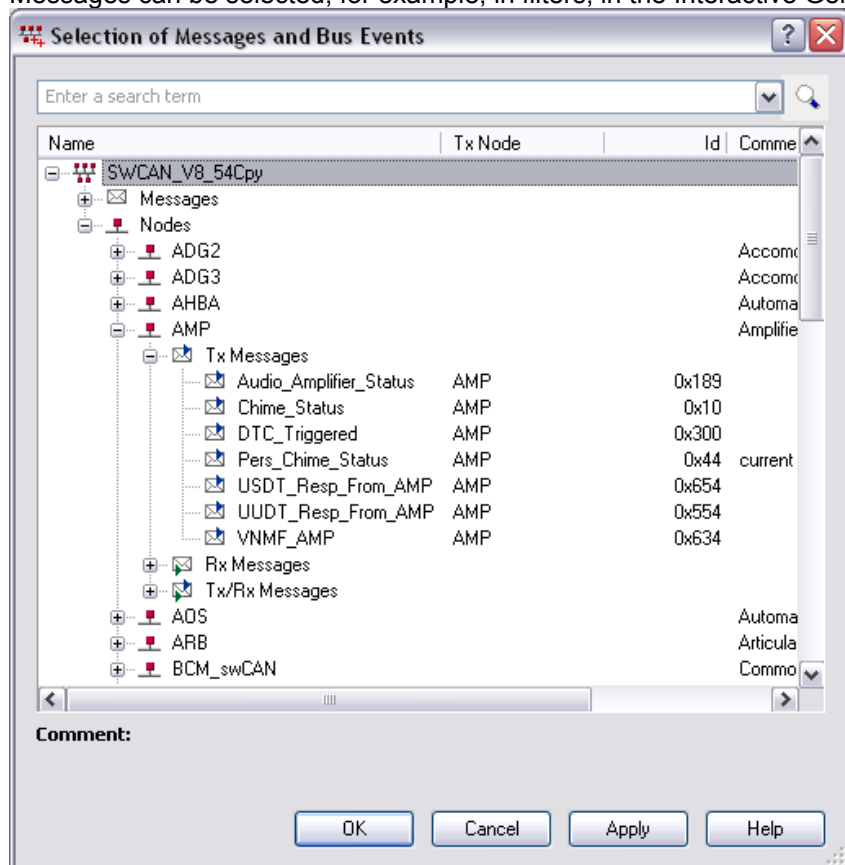 Messages can be selected, for example, in filters, in the Interactive Ge
Selection of Messages and Bus Events
Enter a search term
Name Tx Node Id Comme
SWCAN_V8_54Cpy
Messages
Nodes
ADG2 Accomo
ADG3 Accomo
AHBA Automa
AMP Amplifie
Tx Messages
Audio_Amplifier_Status AMP 0x189
Chime_Status AMP 0x10
DTC_Triggered AMP 0x300
Pers_Chime_Status AMP 0x44 current
USDT_Resp_From_AMP AMP 0x654
UUDT_Resp_From_AMP AMP 0x554
VNMF_AMP AMP 0x634
Rx Messages
Tx/Rx Messages
AOS Automa
ARB Articula
BCM_swCAN Commo
Comment:
OK Cancel Apply Help